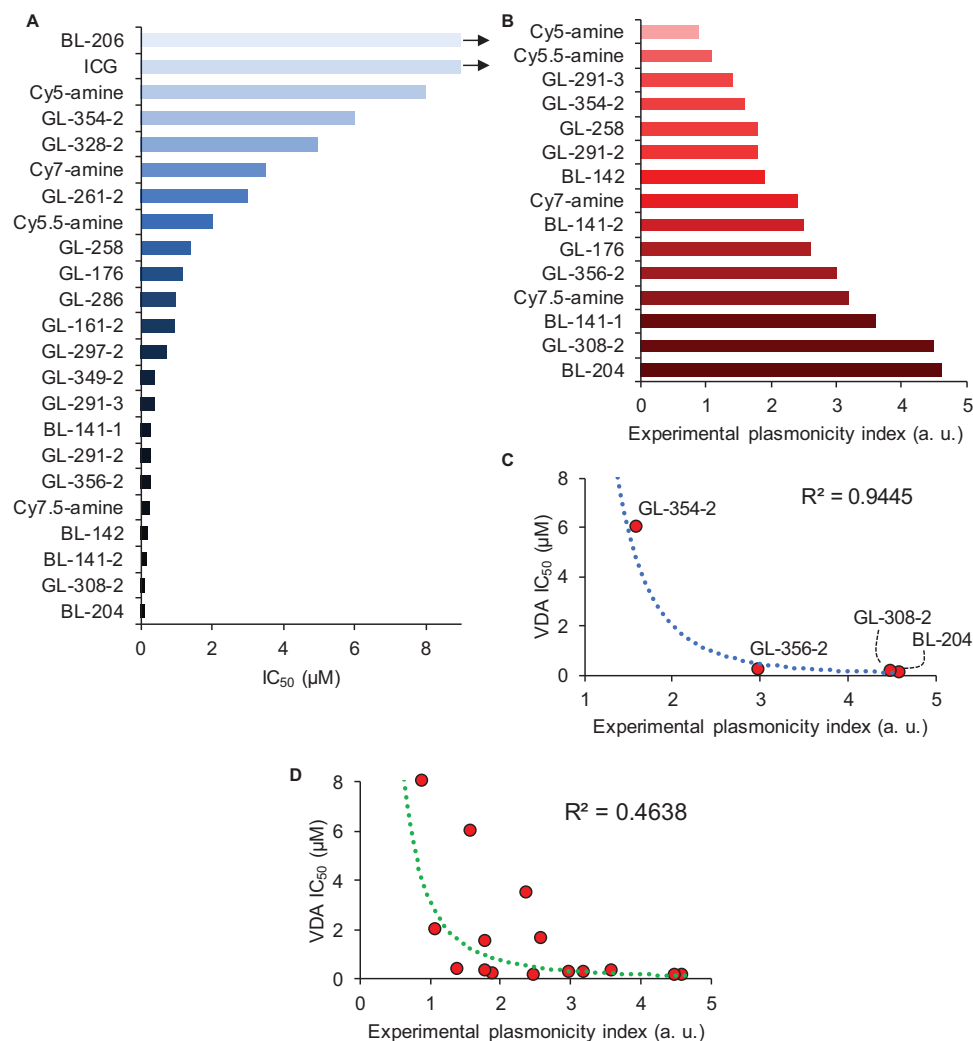 A
BL-206
ICG
Cy5-amine
GL-354-2
GL-328-2
Cy7-amine
GL-261-2
Cy5.5-amine
GL-258
GL-176
GL-286
GL-161-2
GL-297-2
GL-349-2
GL-291-3
BL-141-1
GL-291-2
GL-356-2
Cy7.5-amine
BL-142
BL-141-2
GL-308-2
BL-204
0 2 4 6 8
IC₅₀ (µM)
B
Cy5-amine
Cy5.5-amine
GL-291-3
GL-354-2
GL-258
GL-291-2
BL-142
Cy7-amine
BL-141-2
GL-176
GL-356-2
Cy7.5-amine
BL-141-1
GL-308-2
BL-204
0 1 2 3 4 5
Experimental plasmonicity index (a. u.)
C
VDA IC₅₀ (µM)
8
6
4
2
0
R² = 0.9445
GL-354-2
GL-356-2
GL-308-2
BL-204
1 2 3 4 5
Experimental plasmonicity index (a. u.)
D
VDA IC₅₀ (µM)
8
6
4
2
0
R² = 0.4638
0 1 2 3 4 5
Experimental plasmonicity index (a. u.)